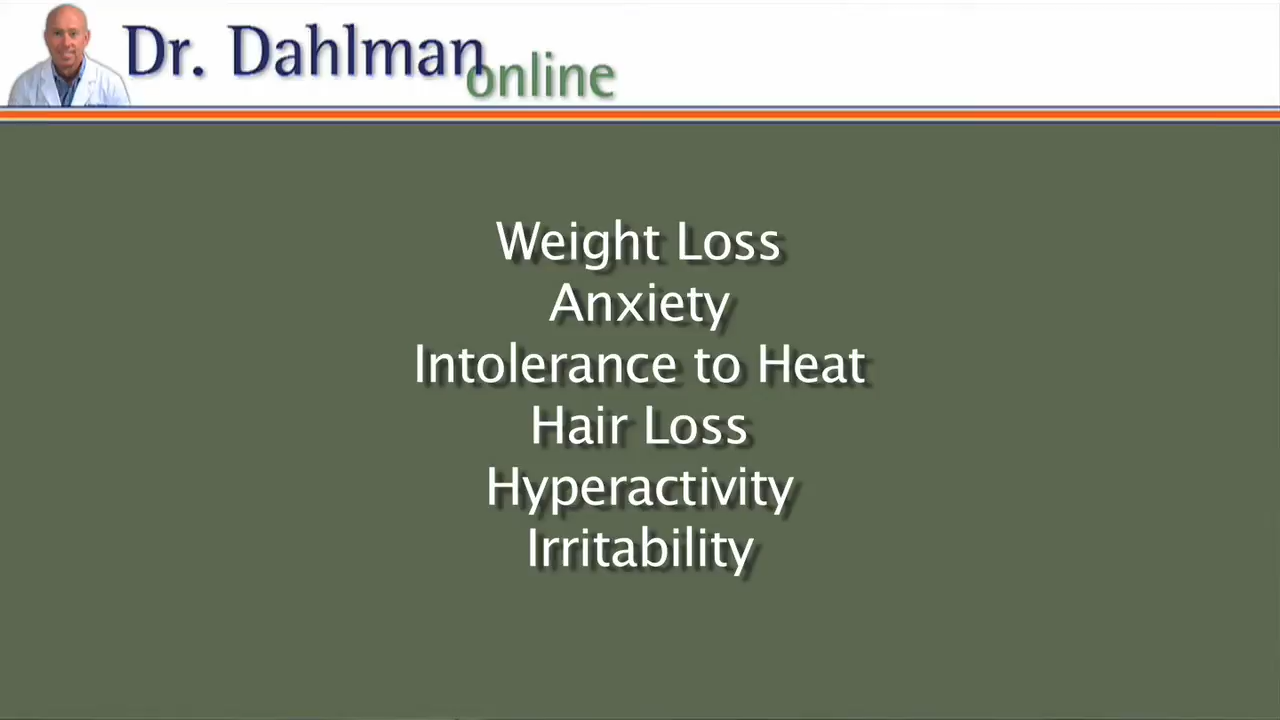 Dr. Dahlman online
Weight Loss
Anxiety
Intolerance to Heat
Hair Loss
Hyperactivity
Irritability